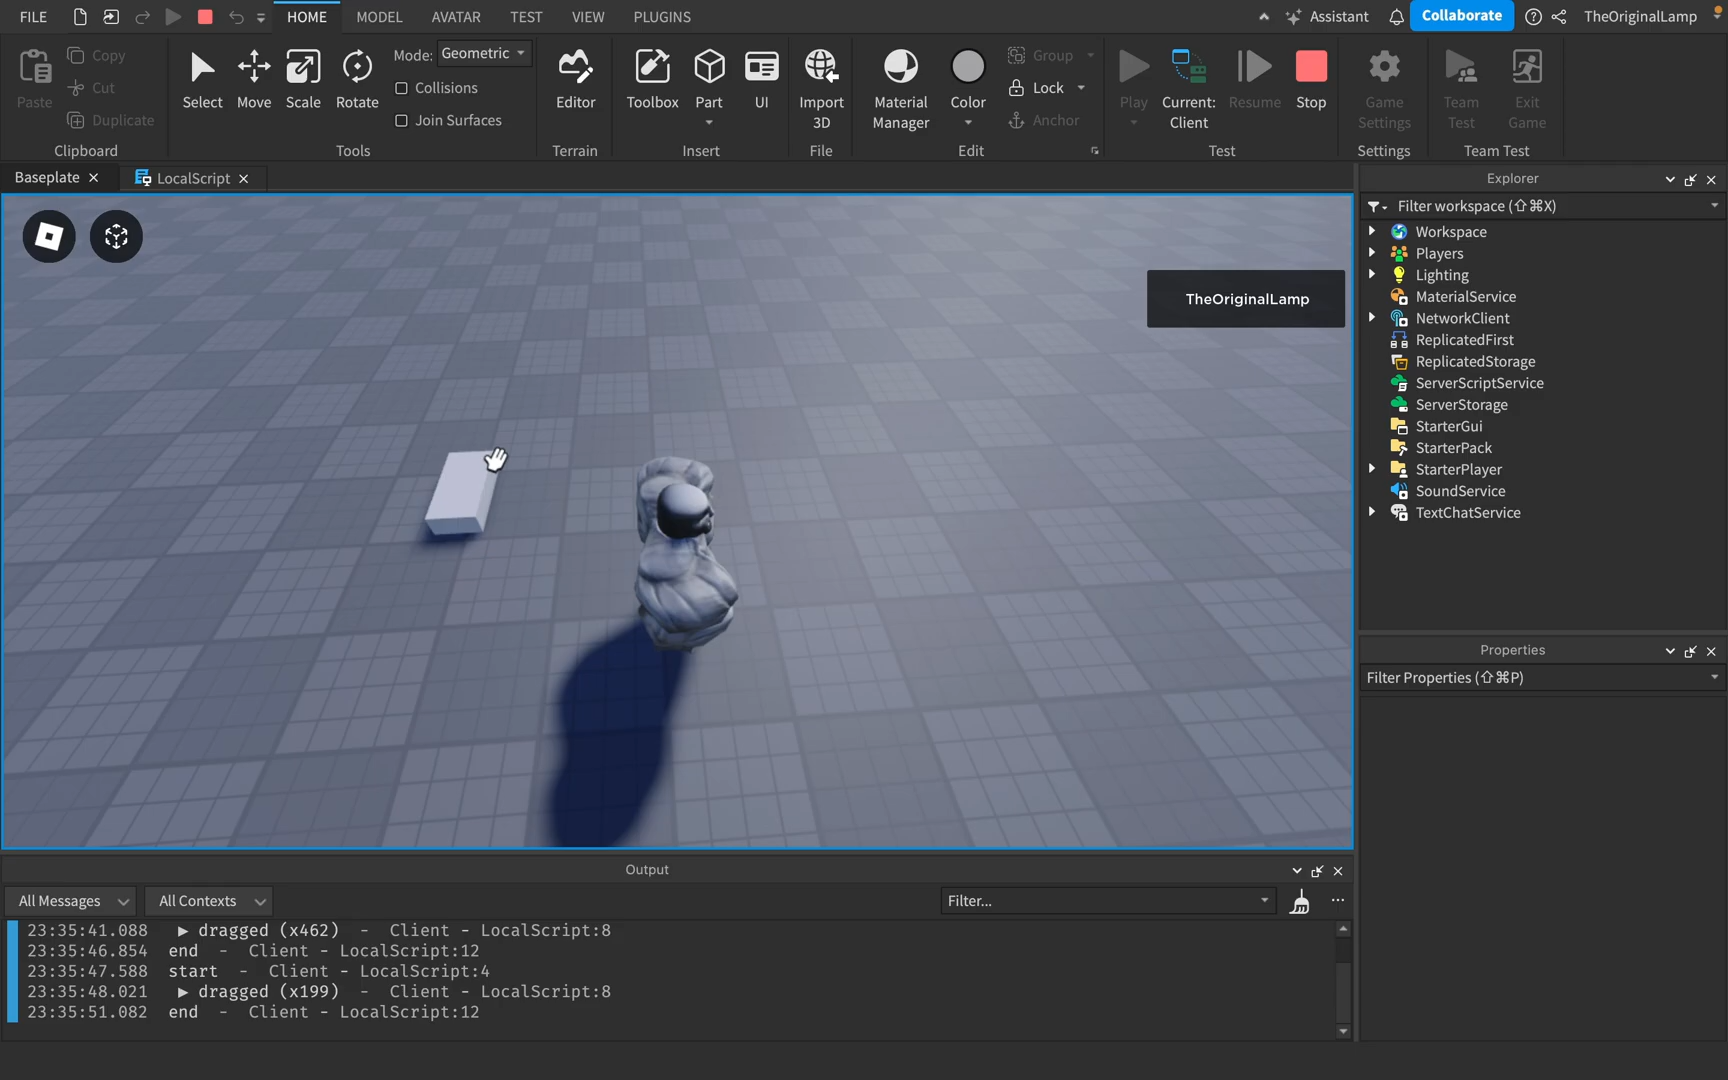 FILE HOME MODEL AVATAR TEST VIEW PLUGINS Assistant Collaborate TheOriginalLamp
Paste Copy Cut Duplicate
Clipboard
Select Move Scale Rotate Mode: Geometric
Collisions
Join Surfaces
Tools
Editor
Terrain
Toolbox Part UI
Insert
Import 3D
File
Material Manager Color Group Lock Anchor
Edit
Play Current: Client Resume Stop
Test
Game Settings
Settings
Team Test Exit Game
Team Test
Baseplate LocalScript
TheOriginalLamp
Explorer
Filter workspace (⇧⌘X)
Workspace
Players
Lighting
MaterialService
NetworkClient
ReplicatedFirst
ReplicatedStorage
ServerScriptService
ServerStorage
StarterGui
StarterPack
StarterPlayer
SoundService
TextChatService
Properties
Filter Properties (⇧⌘P)
Output
All Messages All Contexts Filter... ...
23:35:41.088 ▶ dragged (x462) - Client - LocalScript:8
23:35:46.854 end - Client - LocalScript:12
23:35:47.588 start - Client - LocalScript:4
23:35:48.021 ▶ dragged (x199) - Client - LocalScript:8
23:35:51.082 end - Client - LocalScript:12